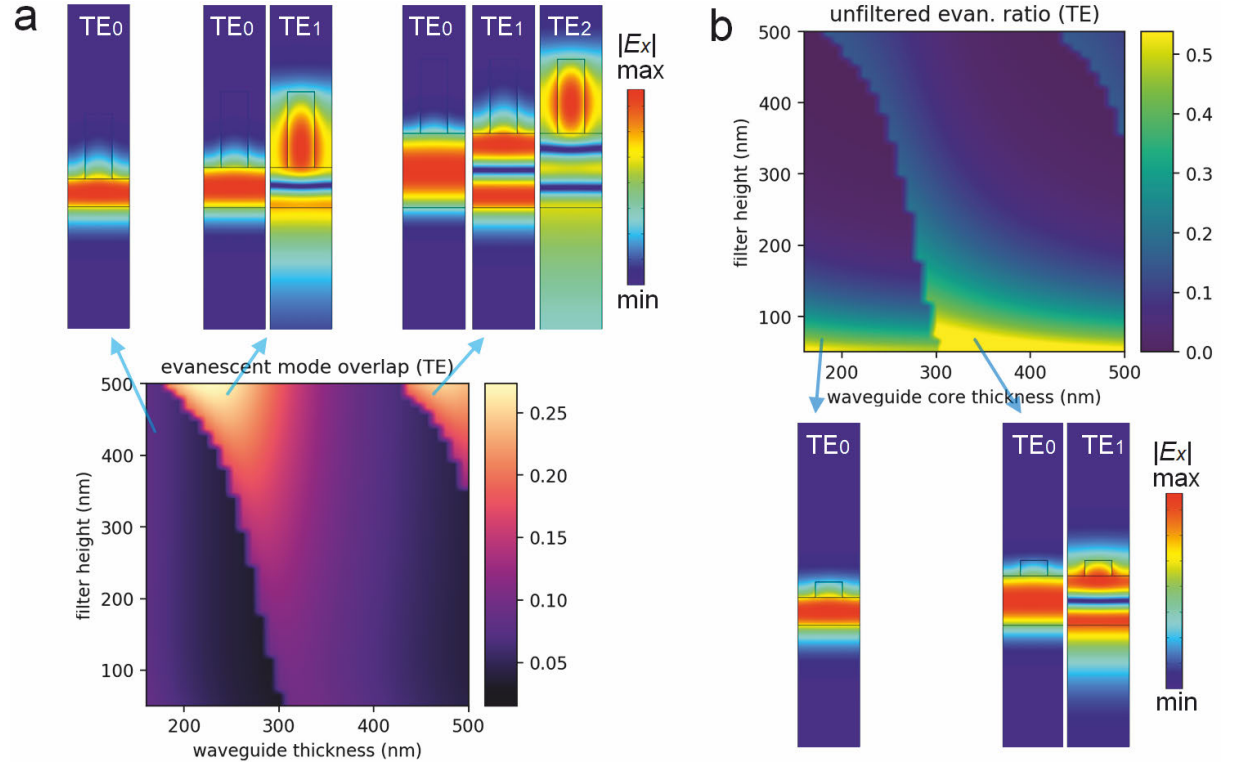 a
TE0
TE0 TE1
TE0 TE1 TE2
|Ex|
max
min
evanescent mode overlap (TE)
500
400
300
200
100
filter height (nm)
200 300 400 500
waveguide thickness (nm)
0.25
0.20
0.15
0.10
0.05
b
unfiltered evan. ratio (TE)
500
400
300
200
100
filter height (nm)
200 300 400 500
waveguide core thickness (nm)
0.5
0.4
0.3
0.2
0.1
0.0
TE0
TE0 TE1
|Ex|
max
min